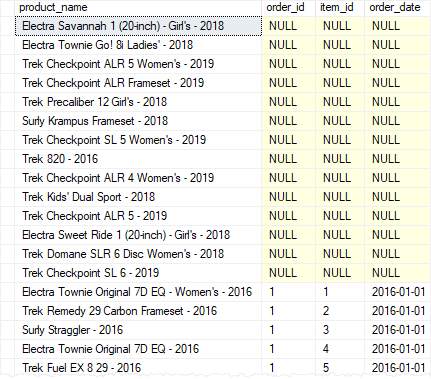 product_name order_id item_id order_date
Electra Savannah 1 (20-inch) - Girl's - 2018 NULL NULL NULL
Electra Townie Go! 8i Ladies' - 2018 NULL NULL NULL
Trek Checkpoint ALR 5 Women's - 2019 NULL NULL NULL
Trek Checkpoint ALR Frameset - 2019 NULL NULL NULL
Trek Precaliber 12 Girl's - 2018 NULL NULL NULL
Surly Krampus Frameset - 2018 NULL NULL NULL
Trek Checkpoint SL 5 Women's - 2019 NULL NULL NULL
Trek 820 - 2016 NULL NULL NULL
Trek Checkpoint ALR 4 Women's - 2019 NULL NULL NULL
Trek Kids' Dual Sport - 2018 NULL NULL NULL
Trek Checkpoint ALR 5 - 2019 NULL NULL NULL
Electra Sweet Ride 1 (20-inch) - Girl's - 2018 NULL NULL NULL
Trek Domane SLR 6 Disc Women's - 2018 NULL NULL NULL
Trek Checkpoint SL 6 - 2019 NULL NULL NULL
Electra Townie Original 7D EQ - Women's - 2016 1 1 2016-01-01
Trek Remedy 29 Carbon Frameset - 2016 1 2 2016-01-01
Surly Straggler - 2016 1 3 2016-01-01
Electra Townie Original 7D EQ - 2016 1 4 2016-01-01
Trek Fuel EX 8 29 - 2016 1 5 2016-01-01